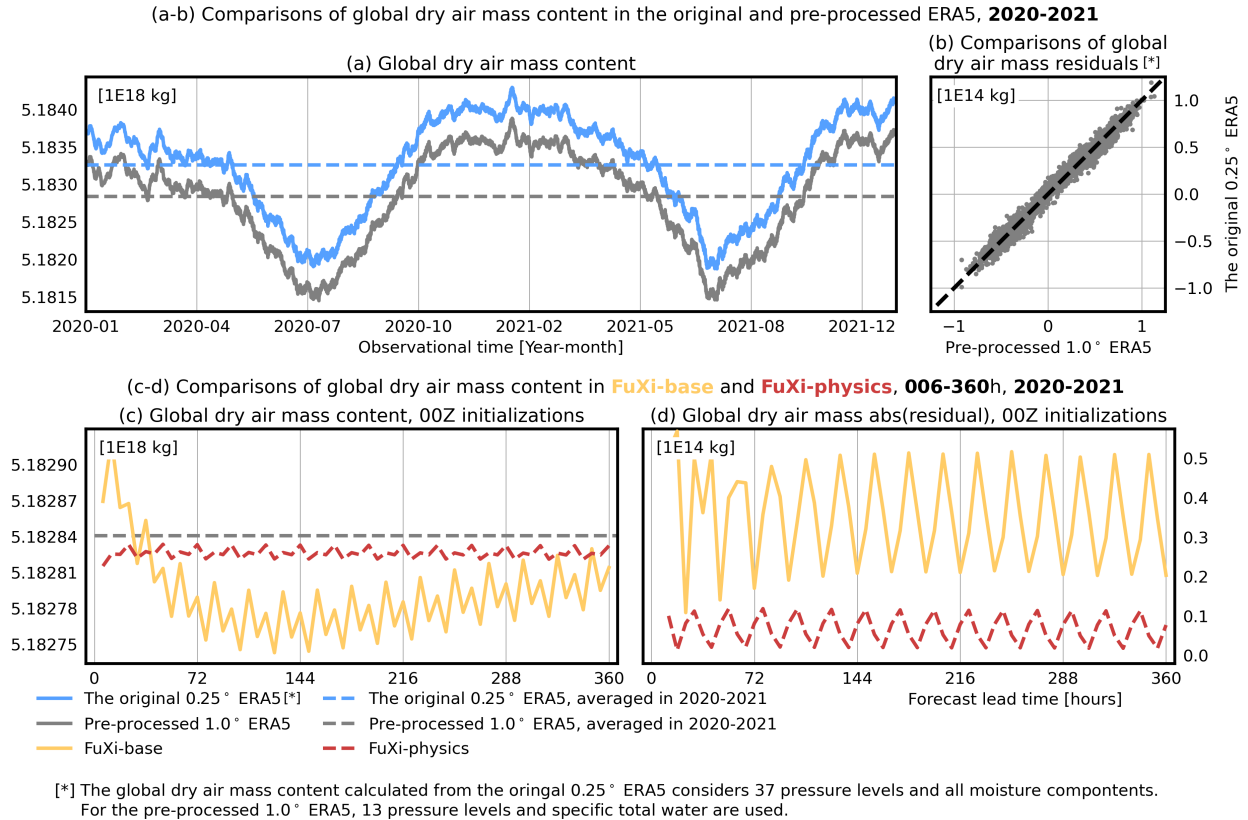 (a-b) Comparisons of global dry air mass content in the original and pre-processed ERA5, 2020-2021
(a) Global dry air mass content
[1E18 kg]
5.1840
5.1835
5.1830
5.1825
5.1820
5.1815
2020-01 2020-04 2020-07 2020-10 2021-02 2021-05 2021-08 2021-12
Observational time [Year-month]
(b) Comparisons of global
dry air mass residuals [*]
[1E14 kg]
1.0
0.5
0.0
−0.5
−1.0
The original 0.25° ERA5
−1 0 1
Pre-processed 1.0° ERA5
(c-d) Comparisons of global dry air mass content in FuXi-base and FuXi-physics, 006-360h, 2020-2021
(c) Global dry air mass content, 00Z initializations
[1E18 kg]
5.18290
5.18287
5.18284
5.18281
5.18278
5.18275
0 72 144 216 288 360
(d) Global dry air mass abs(residual), 00Z initializations
[1E14 kg]
0.5
0.4
0.3
0.2
0.1
0.0
0 72 144 216 288 360
Forecast lead time [hours]
The original 0.25° ERA5[*]
Pre-processed 1.0° ERA5
FuXi-base
The original 0.25° ERA5, averaged in 2020-2021
Pre-processed 1.0° ERA5, averaged in 2020-2021
FuXi-physics
[*] The global dry air mass content calculated from the oringal 0.25° ERA5 considers 37 pressure levels and all moisture compontents.
For the pre-processed 1.0° ERA5, 13 pressure levels and specific total water are used.